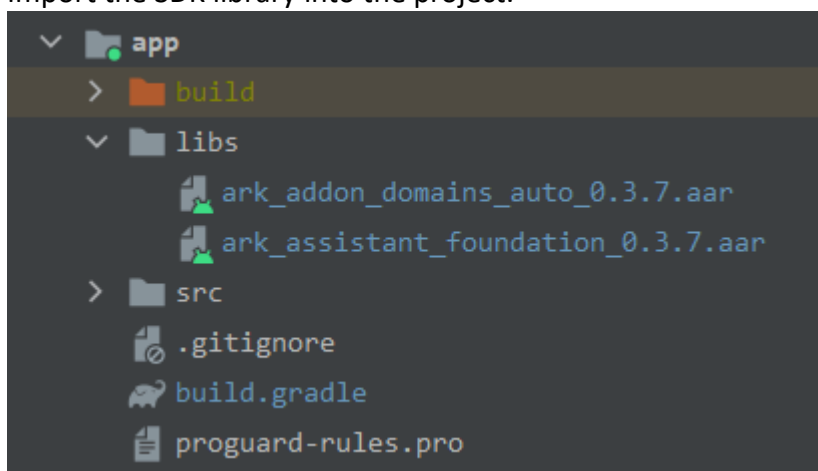 import the SDK library into the project.
app
build
libs
ark_addon_domains_auto_0.3.7.aar
ark_assistant_foundation_0.3.7.aar
src
.gitignore
build.gradle
proguard-rules.pro